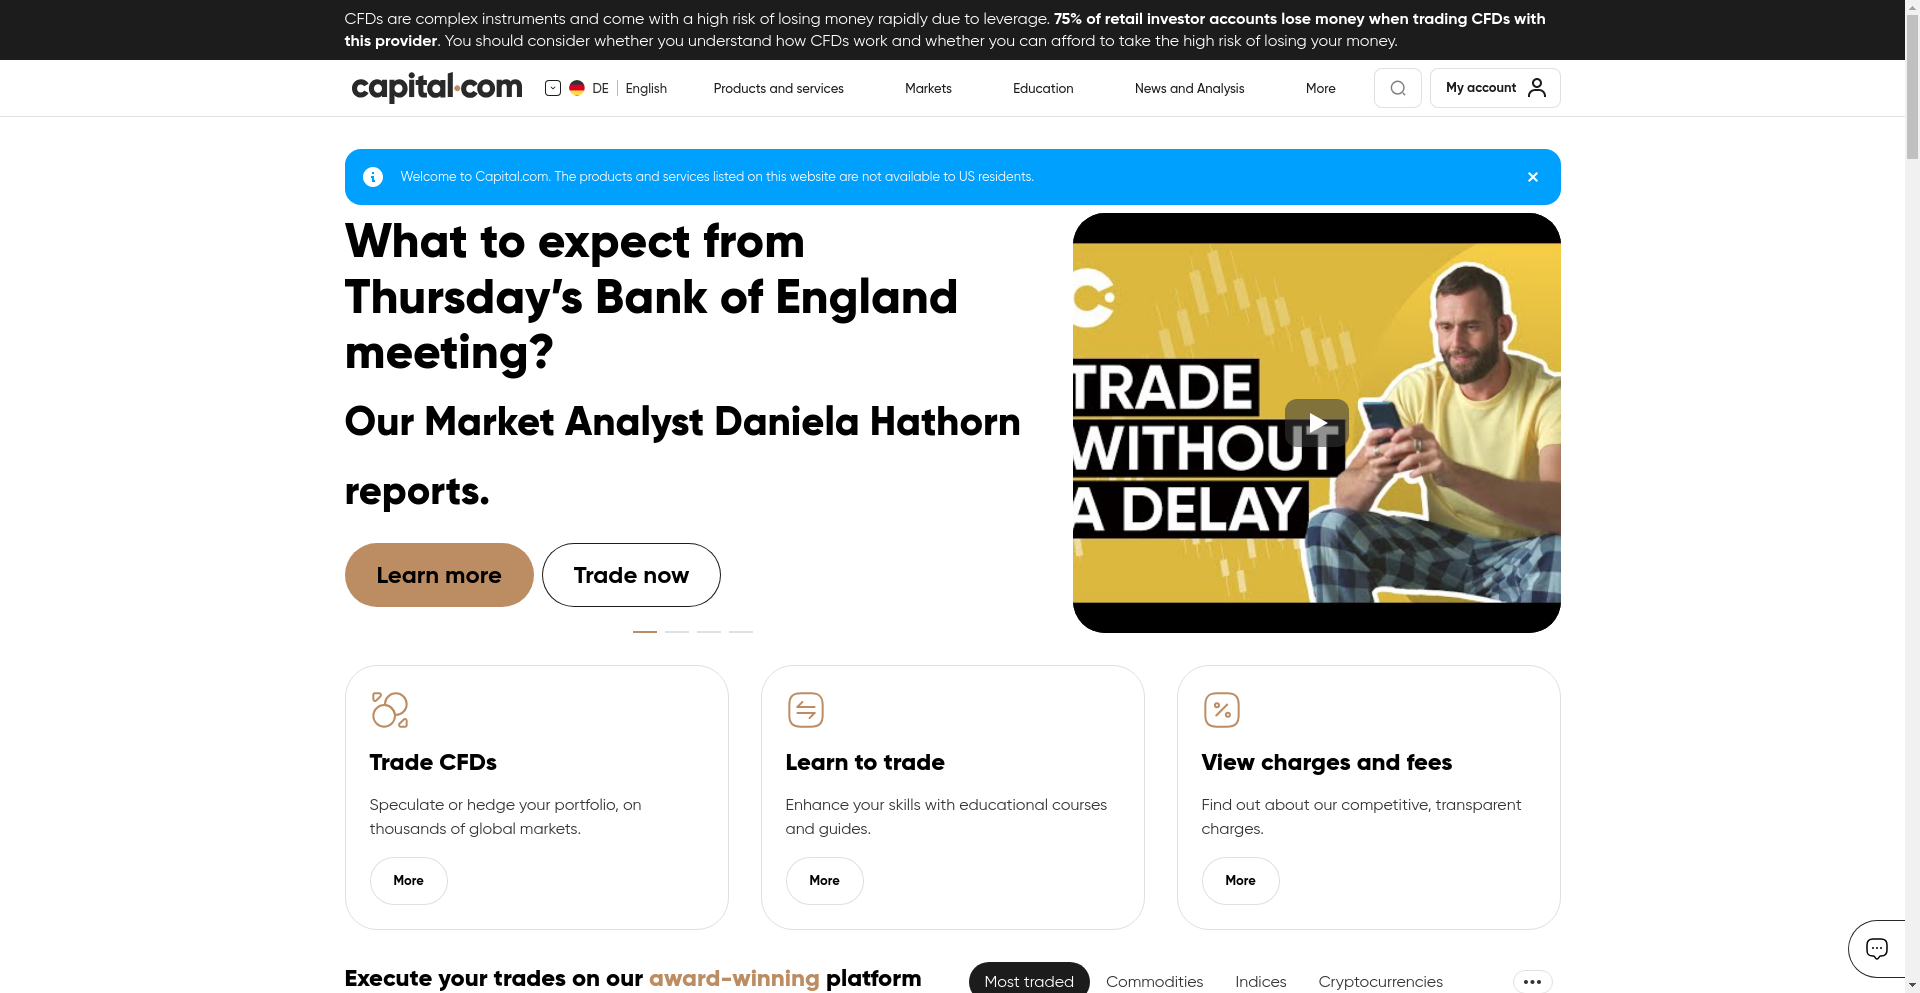 CFDs are complex instruments and come with a high risk of losing money rapidly due to leverage. 75% of retail investor accounts lose money when trading CFDs with
this provider. You should consider whether you understand how CFDs work and whether you can afford to take the high risk of losing your money.
capital.com
DE
English
Products and services
Markets
Education
News and Analysis
More
My account
Welcome to Capital.com. The products and services listed on this website are not available to US residents.
What to expect from
Thursday's Bank of England
meeting?
Our Market Analyst Daniela Hathorn
reports.
Learn more
Trade now
TRADE
WITHOUT
A DELAY
Trade CFDs
Speculate or hedge your portfolio, on
thousands of global markets.
More
Learn to trade
Enhance your skills with educational courses
and guides.
More
View charges and fees
Find out about our competitive, transparent
charges.
More
Execute your trades on our award-winning platform
Most traded
Commodities
Indices
Cryptocurrencies